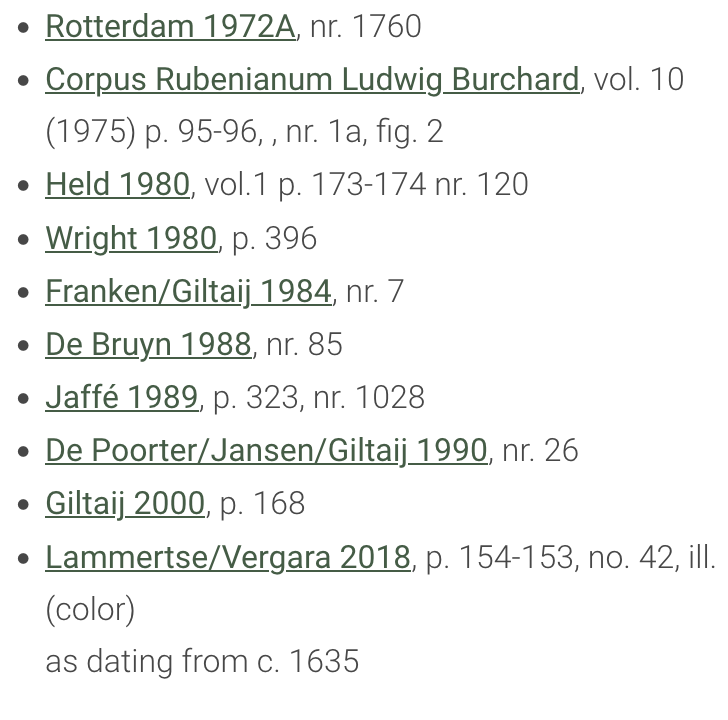 Rotterdam 1972A, nr. 1760
Corpus Rubenianum Ludwig Burchard, vol. 10
(1975) p. 95-96, , nr. 1a, fig. 2
Held 1980, vol.1 p. 173-174 nr. 120
Wright 1980, p. 396
Franken/Giltaij 1984, nr. 7
De Bruyn 1988, nr. 85
Jaffé 1989, p. 323, nr. 1028
De Poorter/Jansen/Giltaij 1990, nr. 26
Giltaij 2000, p. 168
Lammertse/Vergara 2018, p. 154-153, no. 42, ill.
(color)
as dating from c. 1635